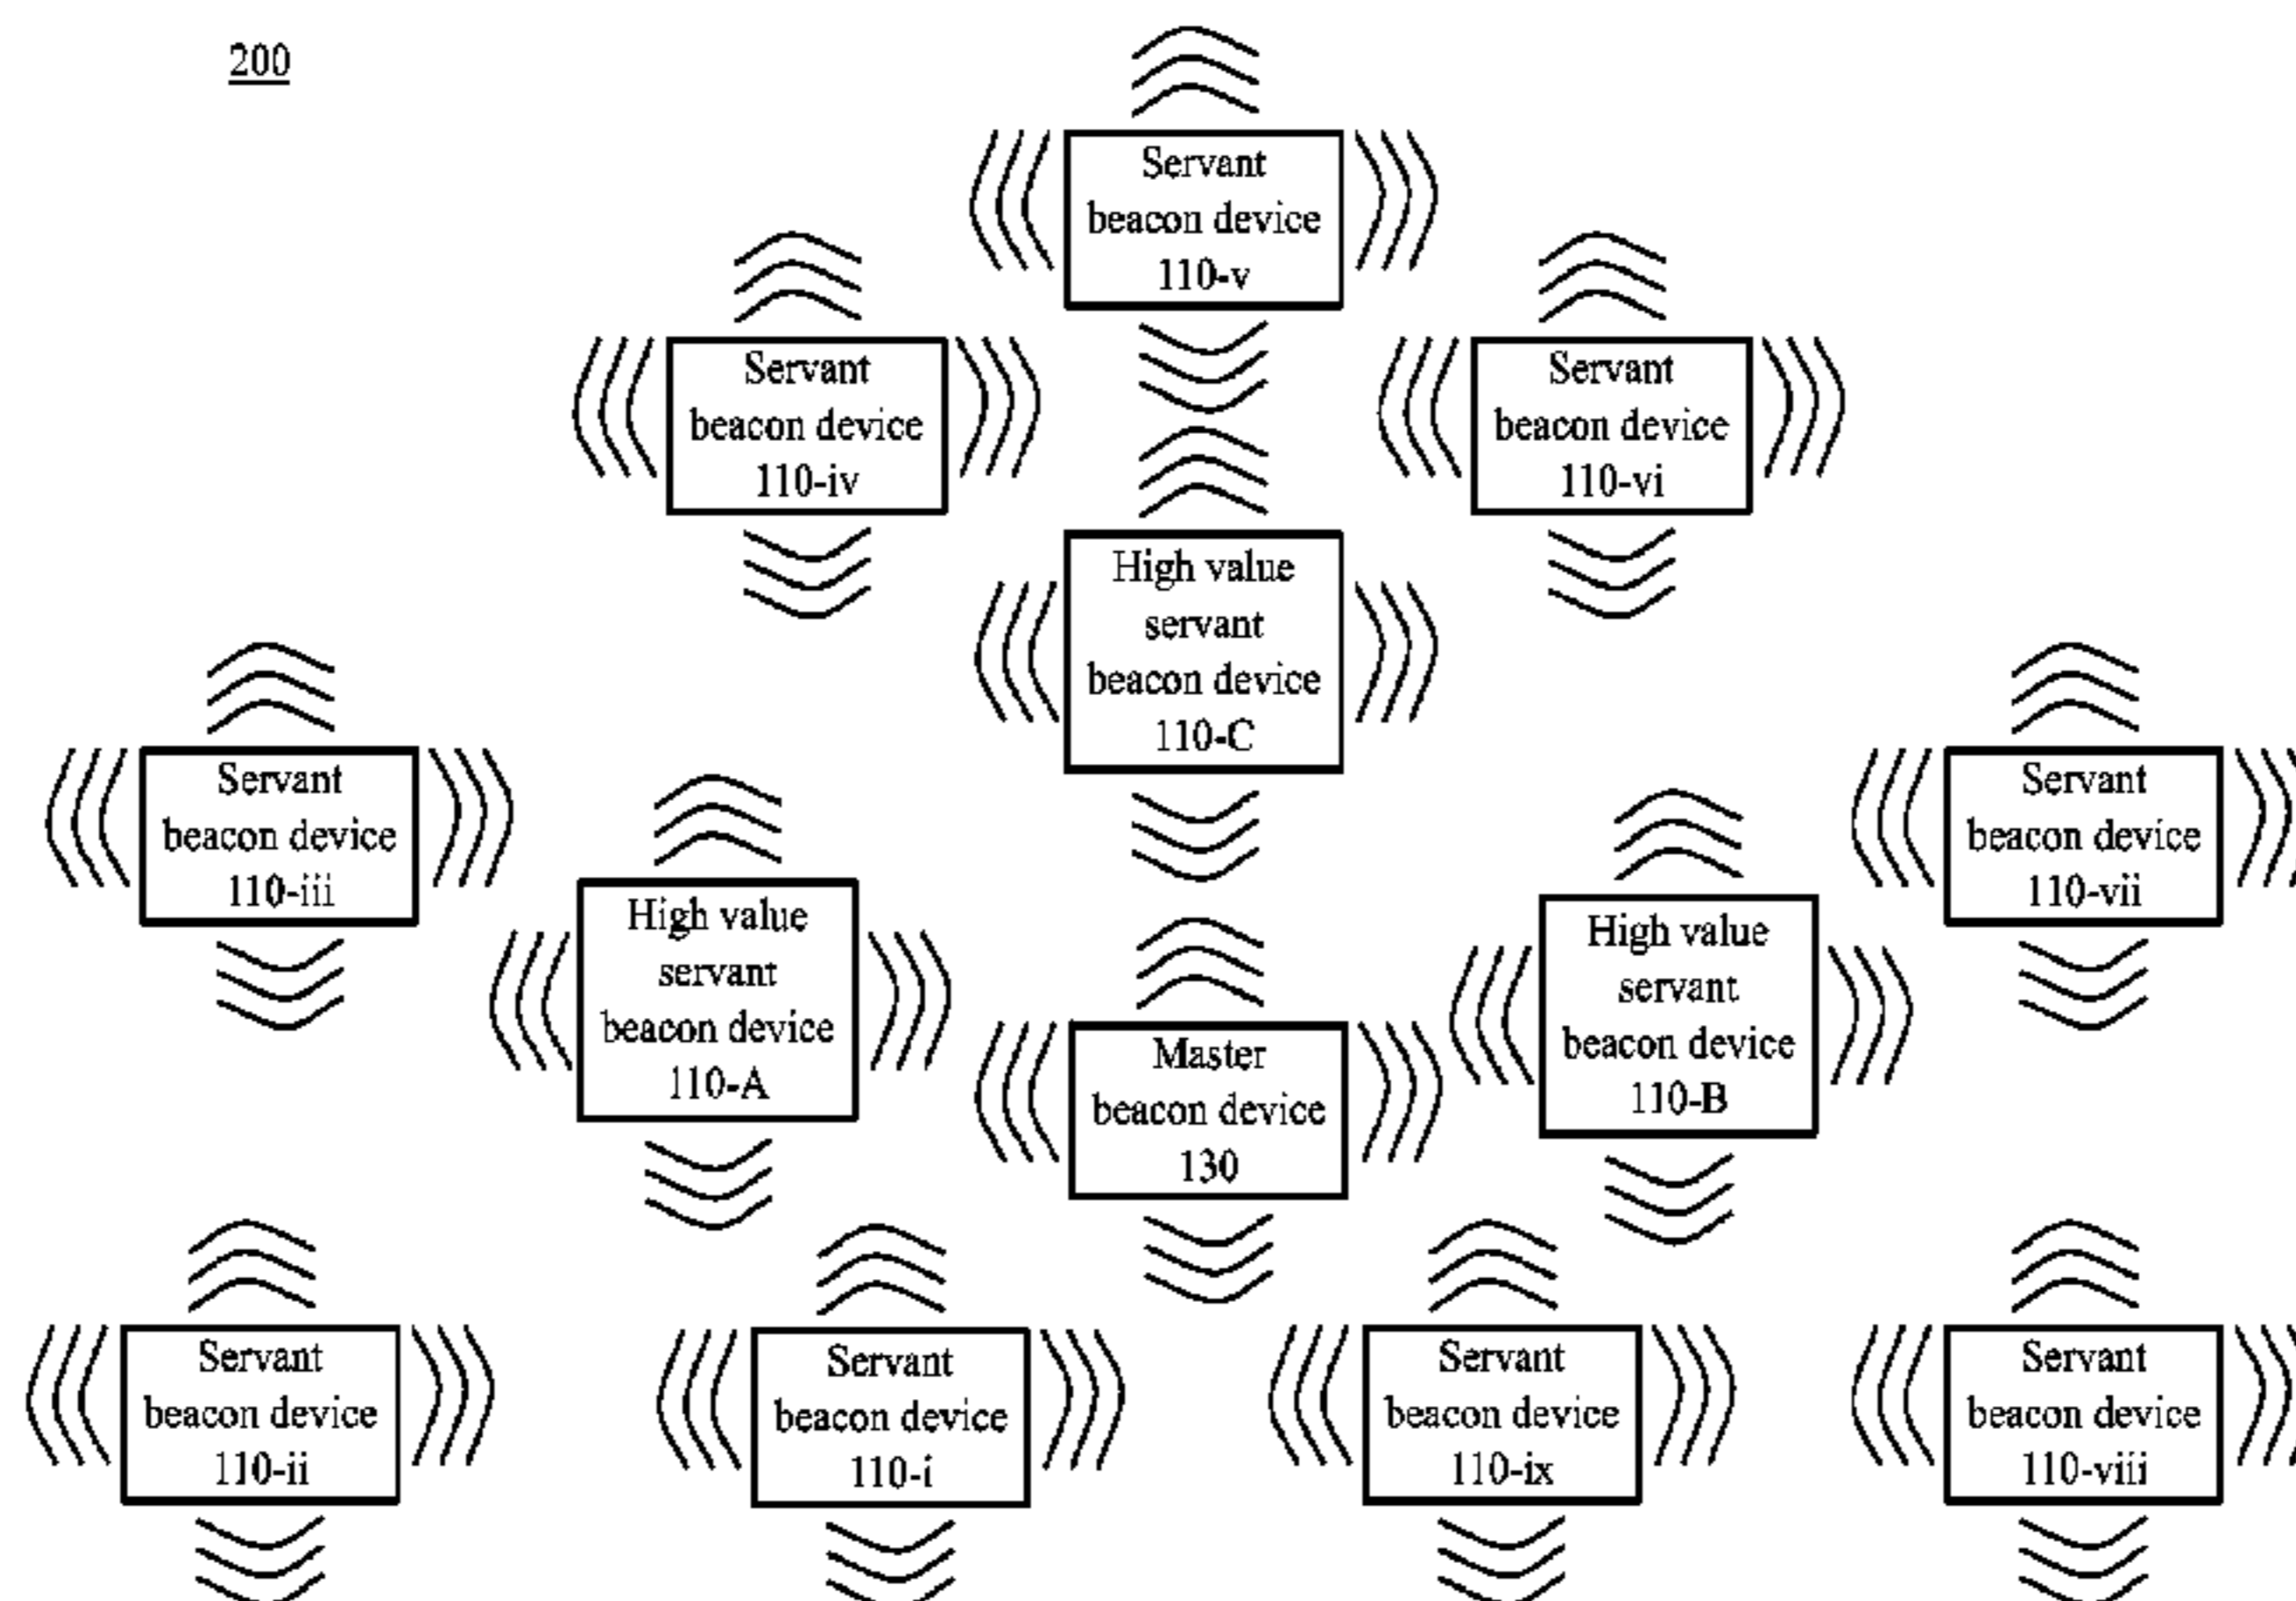 200
Servant
beacon device
110-v
Servant
beacon device
110-iv
Servant
beacon device
110-vi
High value
servant
beacon device
110-C
Servant
beacon device
110-iii
Servant
beacon device
110-vii
High value
servant
beacon device
110-A
High value
servant
beacon device
110-B
Master
beacon device
130
Servant
beacon device
110-ii
Servant
beacon device
110-i
Servant
beacon device
110-ix
Servant
beacon device
110-viii